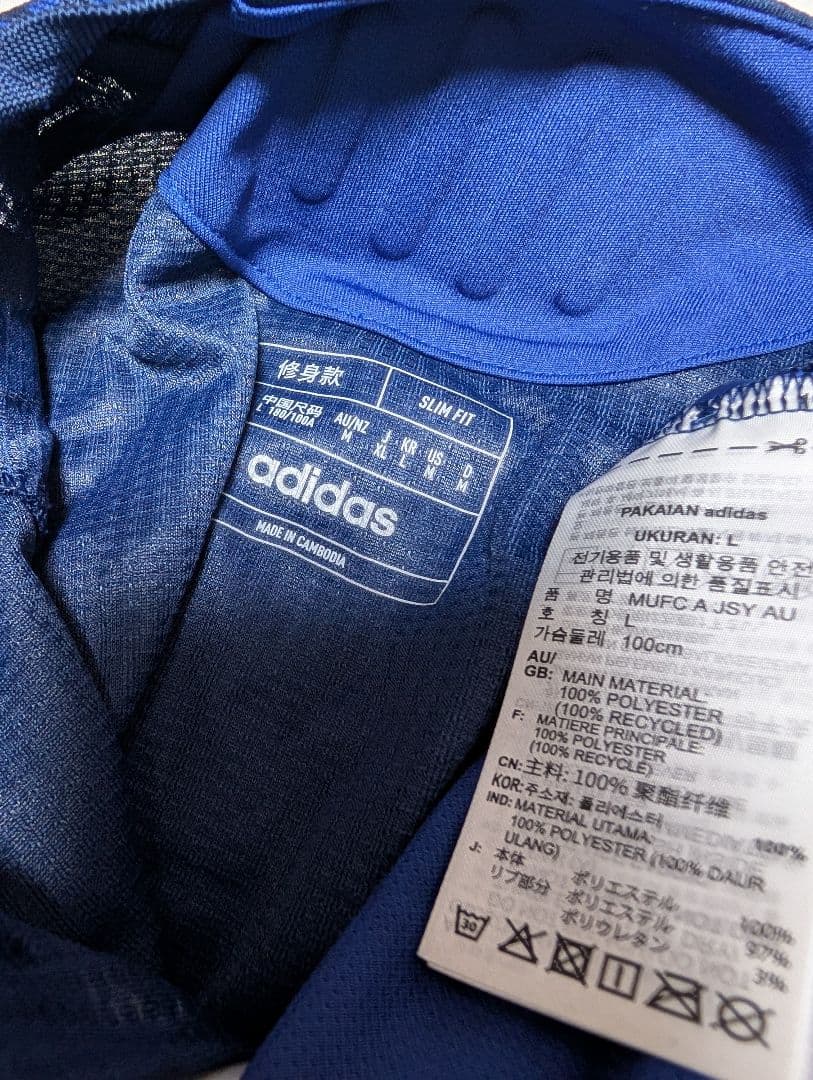 修身款 SLIM FIT
中国尺码 AU/NZ J KR US D
L 180/100A M XL L M M
adidas
MADE IN CAMBODIA
PAKAIAN adidas
UKURAN: L
전기용품 및 생활용품 안전
관리법에 의한 품질표시
품 명 MUFC A JSY AU
호 칭 L
가슴둘레 100cm
AU/
GB: MAIN MATERIAL-
100% POLYESTER
(100% RECYCLED)
F: MATIERE PRINCIPALE:
100% POLYESTER
(100% RECYCLE)
CN:主料: 100% 聚酯纤维
KOR:주소재: 폴리에스터 100%
IND: MATERIAL UTAMA:
100% POLYESTER (100% DAUR
ULANG)
J: 本体 ポリエステル 100%
リブ部分 ポリエステル 97%
ポリウレタン 3%
30